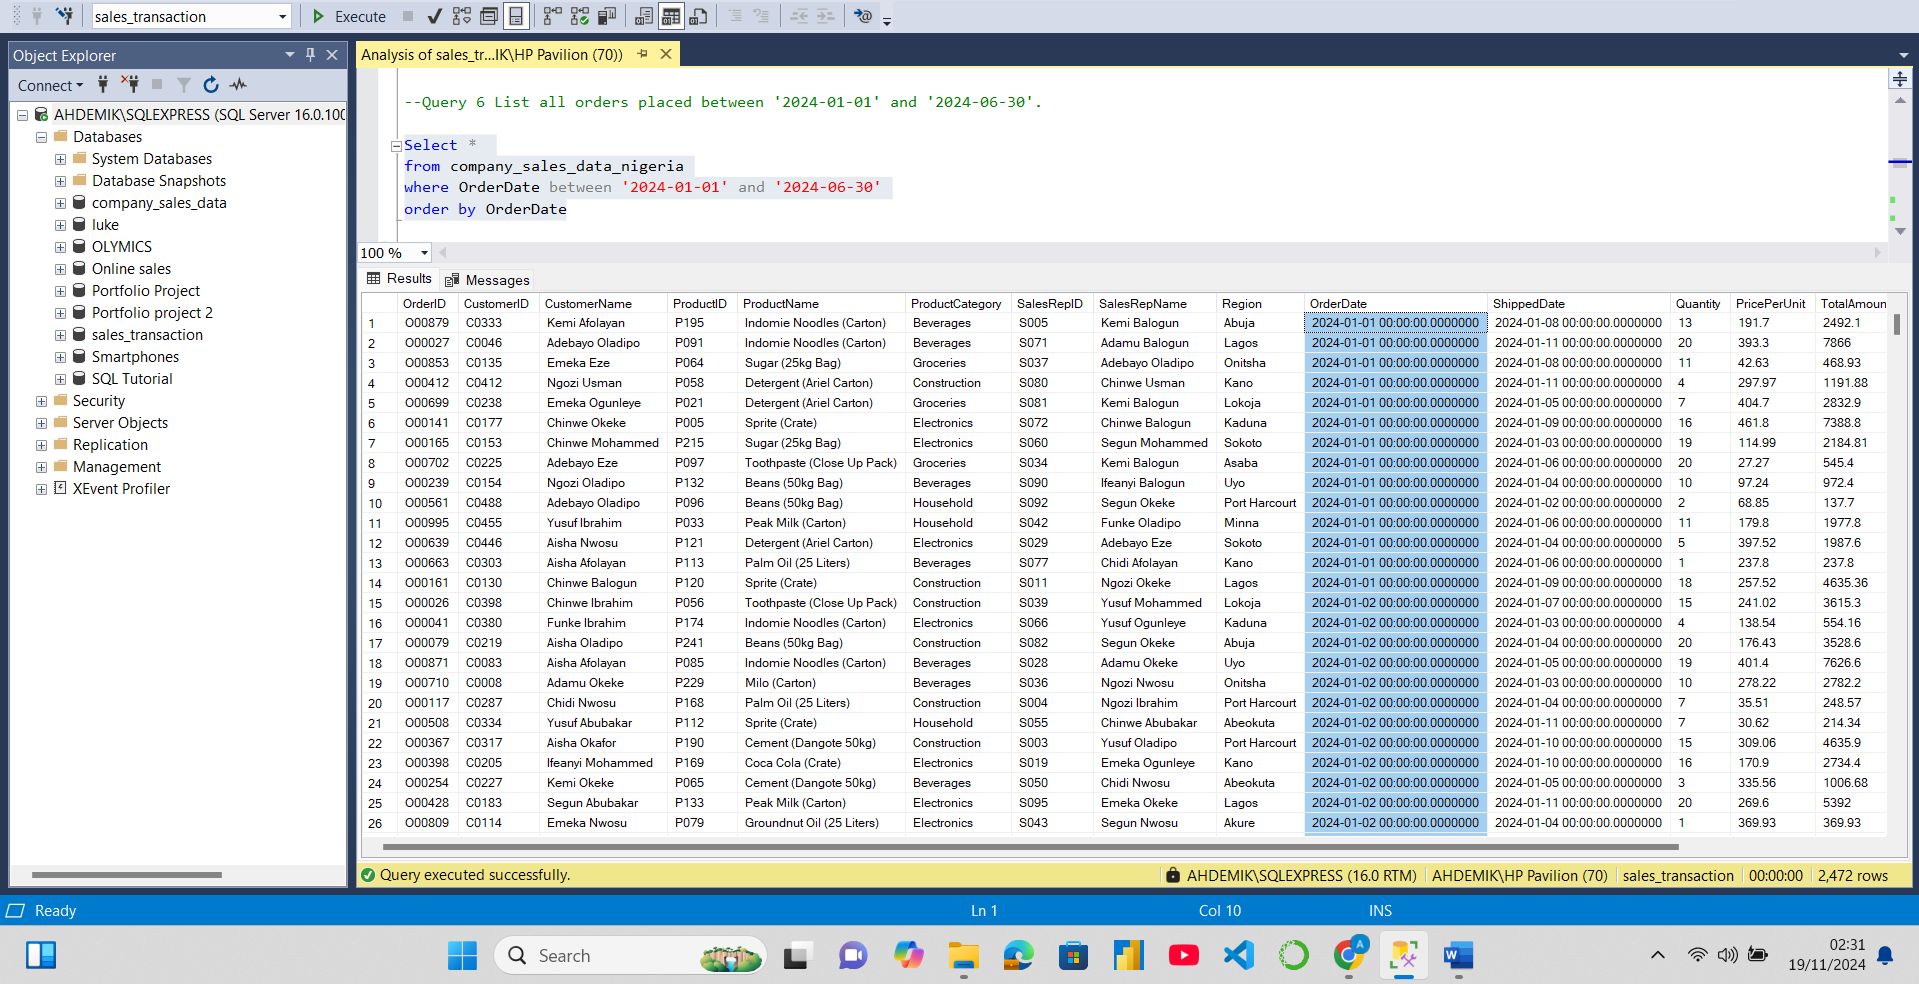 sales_transaction Execute
Object Explorer
Analysis of sales_tr...IK\HP Pavilion (70))
Connect
AHDEMIK\SQLEXPRESS (SQL Server 16.0.100
Databases
System Databases
Database Snapshots
company_sales_data
luke
OLYMICS
Online sales
Portfolio Project
Portfolio project 2
sales_transaction
Smartphones
SQL Tutorial
Security
Server Objects
Replication
Management
XEvent Profiler
--Query 6 List all orders placed between '2024-01-01' and '2024-06-30'.
Select *
from company_sales_data_nigeria
where OrderDate between '2024-01-01' and '2024-06-30'
order by OrderDate
100 %
Results Messages
OrderID CustomerID CustomerName ProductID ProductName ProductCategory SalesRepID SalesRepName Region OrderDate ShippedDate Quantity PricePerUnit TotalAmoun
1 O00879 C0333 Kemi Afolayan P195 Indomie Noodles (Carton) Beverages S005 Kemi Balogun Abuja 2024-01-01 00:00:00.0000000 2024-01-08 00:00:00.0000000 13 191.7 2492.1
2 O00027 C0046 Adebayo Oladipo P091 Indomie Noodles (Carton) Beverages S071 Adamu Balogun Lagos 2024-01-01 00:00:00.0000000 2024-01-11 00:00:00.0000000 20 393.3 7866
3 O00853 C0135 Emeka Eze P064 Sugar (25kg Bag) Groceries S037 Adebayo Oladipo Onitsha 2024-01-01 00:00:00.0000000 2024-01-08 00:00:00.0000000 11 42.63 468.93
4 O00412 C0412 Ngozi Usman P058 Detergent (Ariel Carton) Construction S080 Chinwe Usman Kano 2024-01-01 00:00:00.0000000 2024-01-11 00:00:00.0000000 4 297.97 1191.88
5 O00699 C0238 Emeka Ogunleye P021 Detergent (Ariel Carton) Groceries S081 Kemi Balogun Lokoja 2024-01-01 00:00:00.0000000 2024-01-05 00:00:00.0000000 7 404.7 2832.9
6 O00141 C0177 Chinwe Okeke P005 Sprite (Crate) Electronics S072 Chinwe Balogun Kaduna 2024-01-01 00:00:00.0000000 2024-01-09 00:00:00.0000000 16 461.8 7388.8
7 O00165 C0153 Chinwe Mohammed P215 Sugar (25kg Bag) Electronics S060 Segun Mohammed Sokoto 2024-01-01 00:00:00.0000000 2024-01-03 00:00:00.0000000 19 114.99 2184.81
8 O00702 C0225 Adebayo Eze P097 Toothpaste (Close Up Pack) Groceries S034 Kemi Balogun Asaba 2024-01-01 00:00:00.0000000 2024-01-06 00:00:00.0000000 20 27.27 545.4
9 O00239 C0154 Ngozi Oladipo P132 Beans (50kg Bag) Beverages S090 Ifeanyi Balogun Uyo 2024-01-01 00:00:00.0000000 2024-01-04 00:00:00.0000000 10 97.24 972.4
10 O00561 C0488 Adebayo Oladipo P096 Beans (50kg Bag) Household S092 Segun Okeke Port Harcourt 2024-01-01 00:00:00.0000000 2024-01-02 00:00:00.0000000 2 68.85 137.7
11 O00995 C0455 Yusuf Ibrahim P033 Peak Milk (Carton) Household S042 Funke Oladipo Minna 2024-01-01 00:00:00.0000000 2024-01-06 00:00:00.0000000 11 179.8 1977.8
12 O00639 C0446 Aisha Nwosu P121 Detergent (Ariel Carton) Electronics S029 Adebayo Eze Sokoto 2024-01-01 00:00:00.0000000 2024-01-04 00:00:00.0000000 5 397.52 1987.6
13 O00663 C0303 Aisha Afolayan P113 Palm Oil (25 Liters) Beverages S077 Chidi Afolayan Kano 2024-01-01 00:00:00.0000000 2024-01-06 00:00:00.0000000 1 237.8 237.8
14 O00161 C0130 Chinwe Balogun P120 Sprite (Crate) Construction S011 Ngozi Okeke Lagos 2024-01-01 00:00:00.0000000 2024-01-09 00:00:00.0000000 18 257.52 4635.36
15 O00026 C0398 Chinwe Ibrahim P056 Toothpaste (Close Up Pack) Construction S039 Yusuf Mohammed Lokoja 2024-01-02 00:00:00.0000000 2024-01-07 00:00:00.0000000 15 241.02 3615.3
16 O00041 C0380 Funke Ibrahim P174 Indomie Noodles (Carton) Electronics S066 Yusuf Ogunleye Kaduna 2024-01-02 00:00:00.0000000 2024-01-03 00:00:00.0000000 4 138.54 554.16
17 O00079 C0219 Aisha Oladipo P241 Beans (50kg Bag) Construction S082 Segun Okeke Abuja 2024-01-02 00:00:00.0000000 2024-01-04 00:00:00.0000000 20 176.43 3528.6
18 O00871 C0083 Aisha Afolayan P085 Indomie Noodles (Carton) Beverages S028 Adamu Okeke Uyo 2024-01-02 00:00:00.0000000 2024-01-05 00:00:00.0000000 19 401.4 7626.6
19 O00710 C0008 Adamu Okeke P229 Milo (Carton) Beverages S036 Ngozi Nwosu Onitsha 2024-01-02 00:00:00.0000000 2024-01-03 00:00:00.0000000 10 278.22 2782.2
20 O00117 C0287 Chidi Nwosu P168 Palm Oil (25 Liters) Construction S004 Ngozi Ibrahim Port Harcourt 2024-01-02 00:00:00.0000000 2024-01-04 00:00:00.0000000 7 35.51 248.57
21 O00508 C0334 Yusuf Abubakar P112 Sprite (Crate) Household S055 Chinwe Abubakar Abeokuta 2024-01-02 00:00:00.0000000 2024-01-11 00:00:00.0000000 7 30.62 214.34
22 O00367 C0317 Aisha Okafor P190 Cement (Dangote 50kg) Construction S003 Yusuf Oladipo Port Harcourt 2024-01-02 00:00:00.0000000 2024-01-10 00:00:00.0000000 15 309.06 4635.9
23 O00398 C0205 Ifeanyi Mohammed P169 Coca Cola (Crate) Electronics S019 Emeka Ogunleye Kano 2024-01-02 00:00:00.0000000 2024-01-10 00:00:00.0000000 16 170.9 2734.4
24 O00254 C0227 Kemi Okeke P065 Cement (Dangote 50kg) Beverages S050 Chidi Nwosu Abeokuta 2024-01-02 00:00:00.0000000 2024-01-05 00:00:00.0000000 3 335.56 1006.68
25 O00428 C0183 Segun Abubakar P133 Peak Milk (Carton) Electronics S095 Emeka Okeke Lagos 2024-01-02 00:00:00.0000000 2024-01-11 00:00:00.0000000 20 269.6 5392
26 O00809 C0114 Emeka Nwosu P079 Groundnut Oil (25 Liters) Electronics S043 Segun Nwosu Akure 2024-01-02 00:00:00.0000000 2024-01-04 00:00:00.0000000 1 369.93 369.93
Query executed successfully. AHDEMIK\SQLEXPRESS (16.0 RTM) AHDEMIK\HP Pavilion (70) sales_transaction 00:00:00 2,472 rows
Ready Ln 1 Col 10 INS
Search
A
W
02:31
19/11/2024